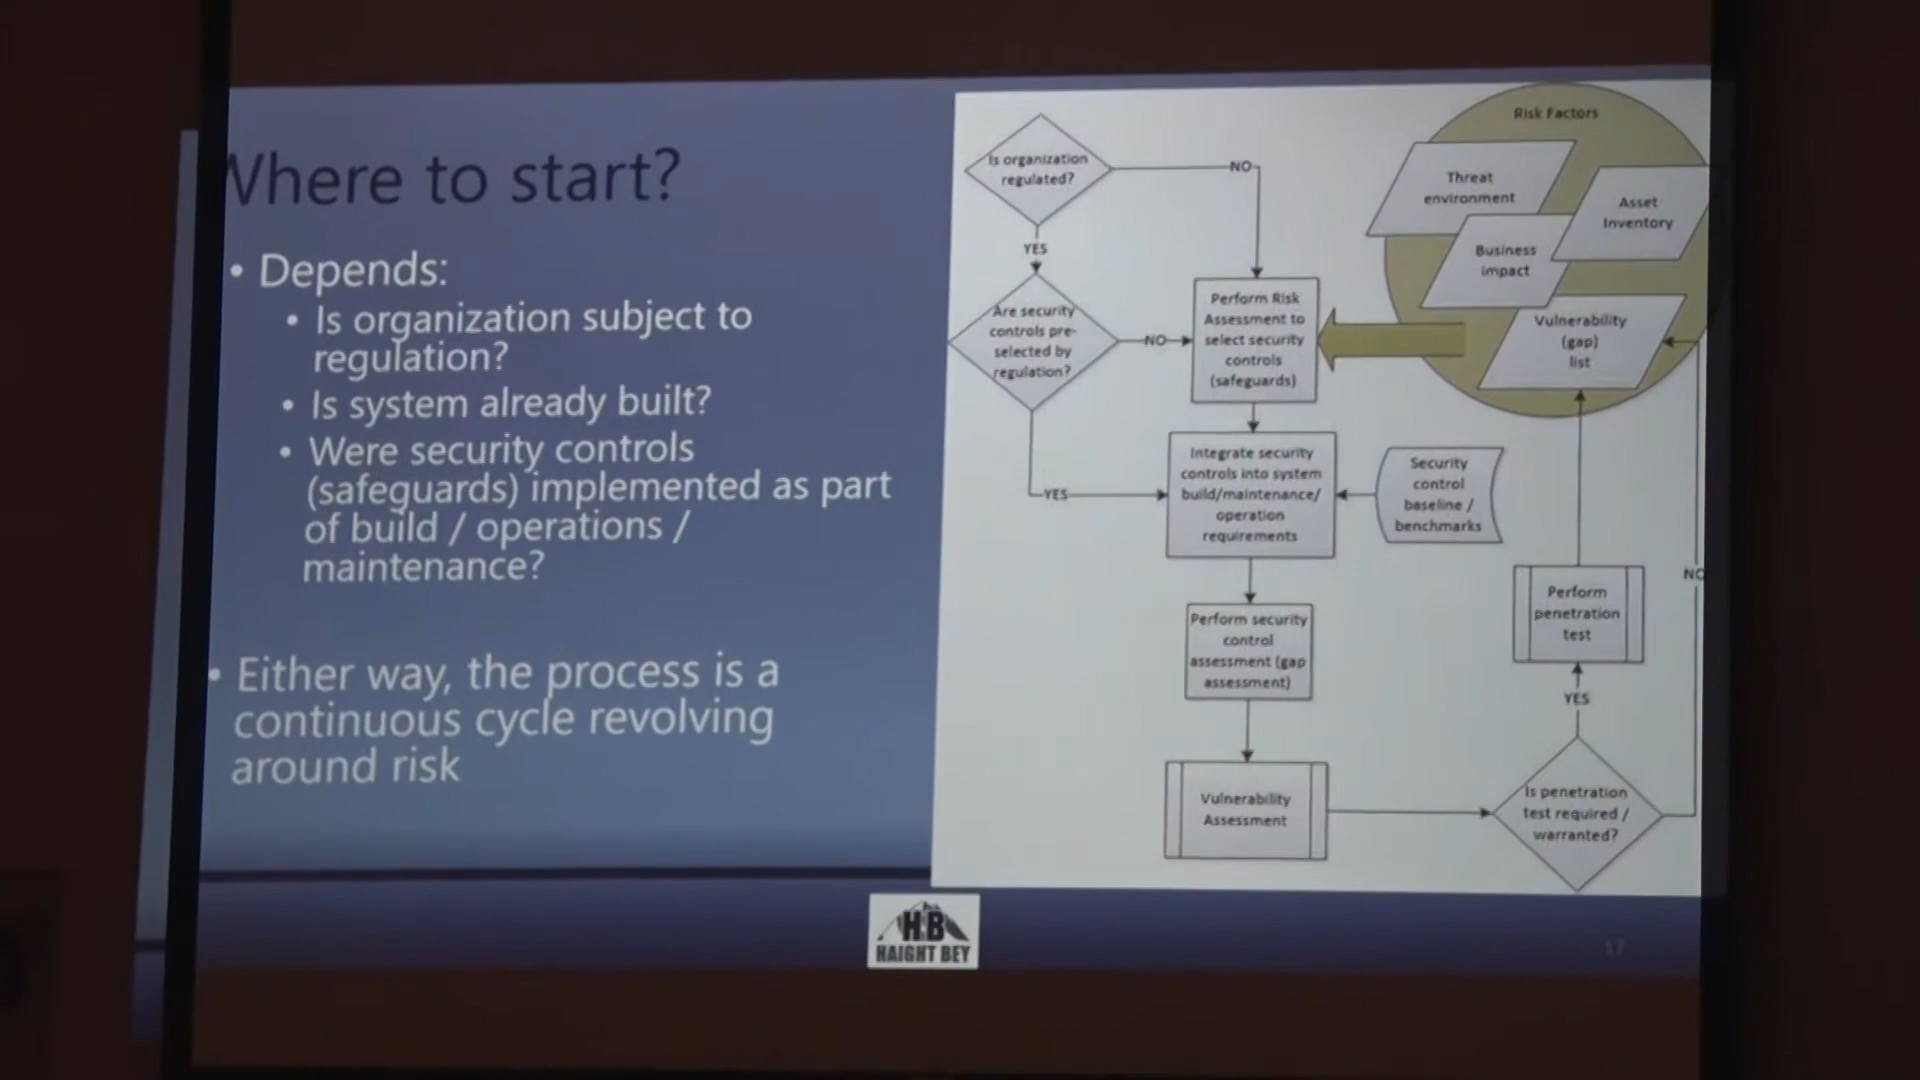 Where to start?
• Depends:
• Is organization subject to
regulation?
• Is system already built?
• Were security controls
(safeguards) implemented as part
of build / operations /
maintenance?
• Either way, the process is a
continuous cycle revolving
around risk
Is organization
regulated?
NO
YES
Are security
controls pre-
selected by
regulation?
NO
YES
Perform Risk
Assessment to
select security
controls
(safeguards)
Risk Factors
Threat
environment
Asset
Inventory
Business
impact
Vulnerability
(gap)
list
Integrate security
controls into system
build/maintenance/
operation
requirements
Security
control
baseline /
benchmarks
Perform security
control
assessment (gap
assessment)
Vulnerability
Assessment
Is penetration
test required /
warranted?
YES
NO
Perform
penetration
test
HB
HAIGHT BEY
17